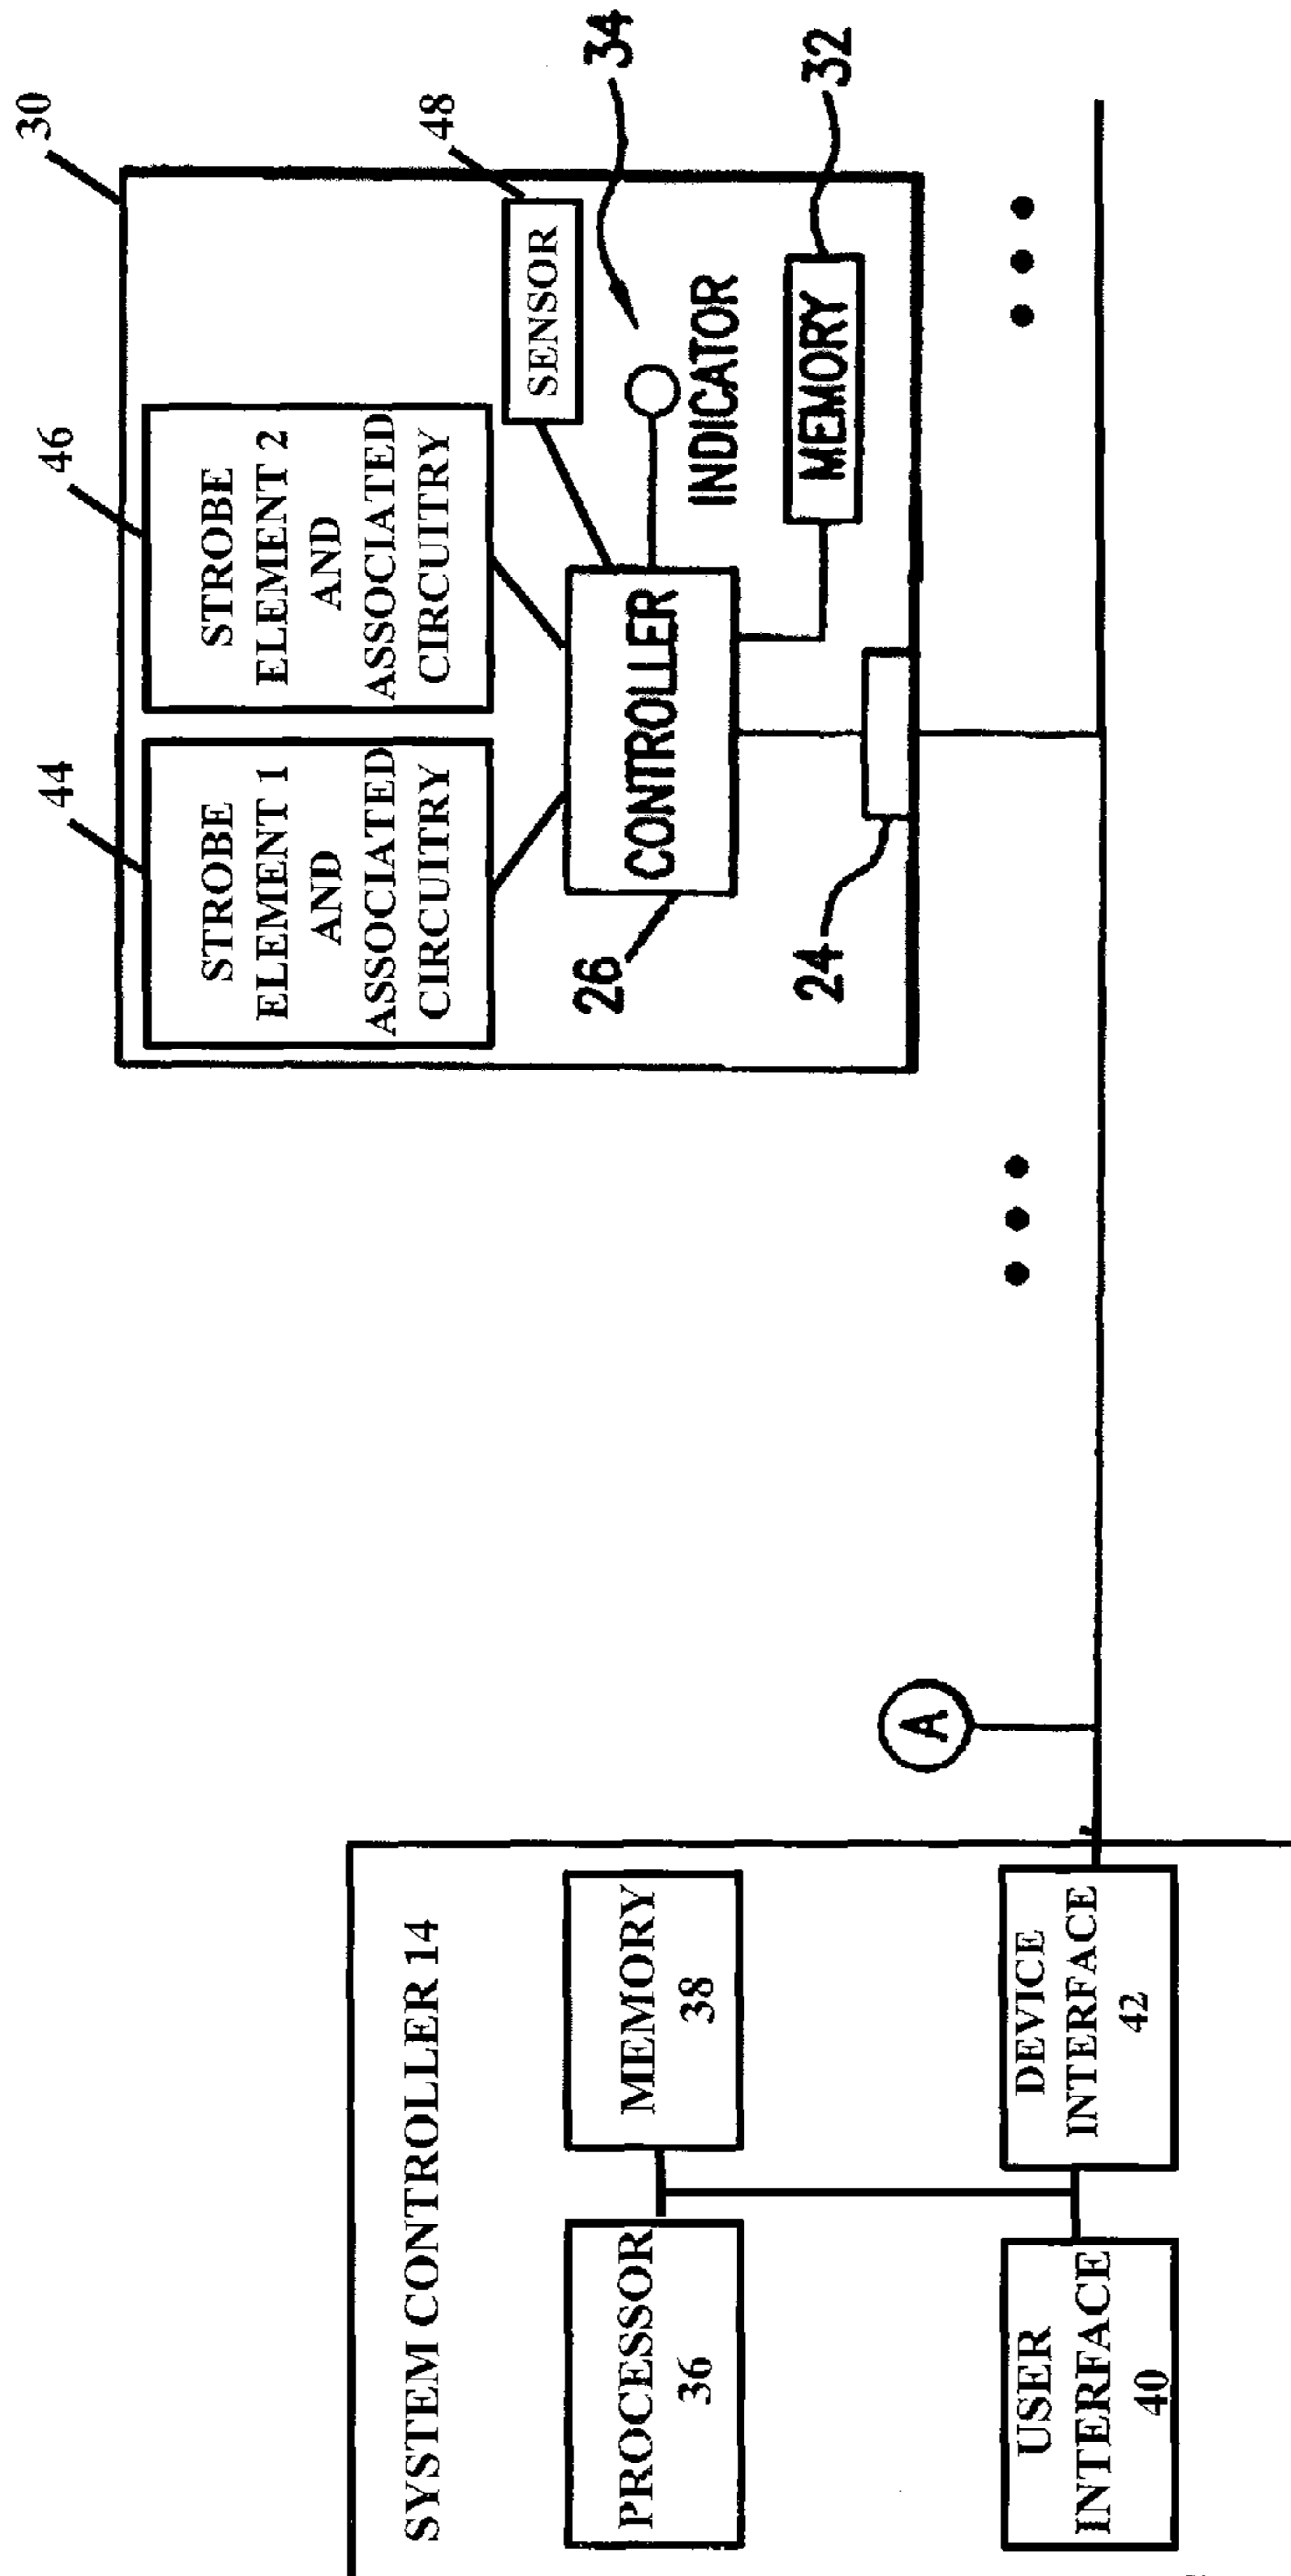 30
44
46
STROBE
ELEMENT 1
AND
ASSOCIATED
CIRCUITRY
STROBE
ELEMENT 2
AND
ASSOCIATED
CIRCUITRY
48
SENSOR
34
INDICATOR
CONTROLLER
26
MEMORY
32
24
A
SYSTEM CONTROLLER 14
PROCESSOR
36
MEMORY
38
USER
INTERFACE
40
DEVICE
INTERFACE
42